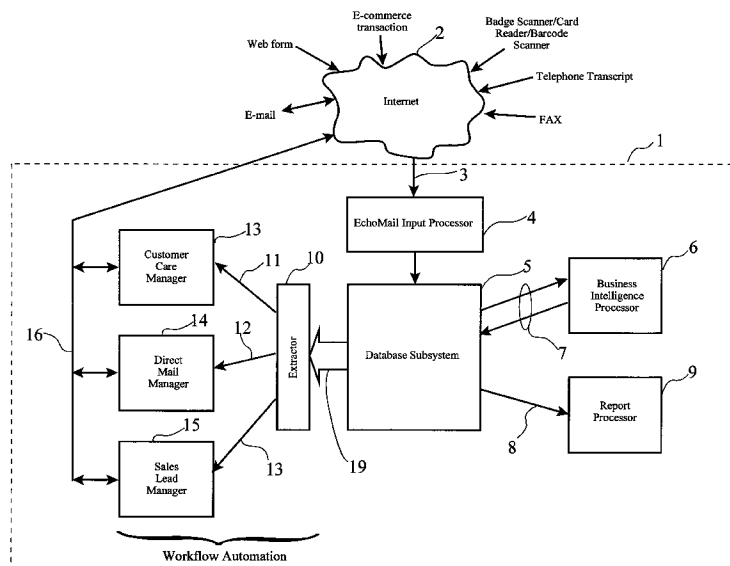 E-commerce
transaction
2
Badge Scanner/Card
Reader/Barcode
Scanner
Web form
Internet
Telephone Transcript
E-mail
FAX
1
3
EchoMail Input Processor
4
13
Customer
Care
Manager
11
10
5
6
Business
Intelligence
Processor
7
16
14
Direct
Mail
Manager
12
Extractor
Database Subsystem
9
Report
Processor
8
15
Sales
Lead
Manager
13
19
Workflow Automation